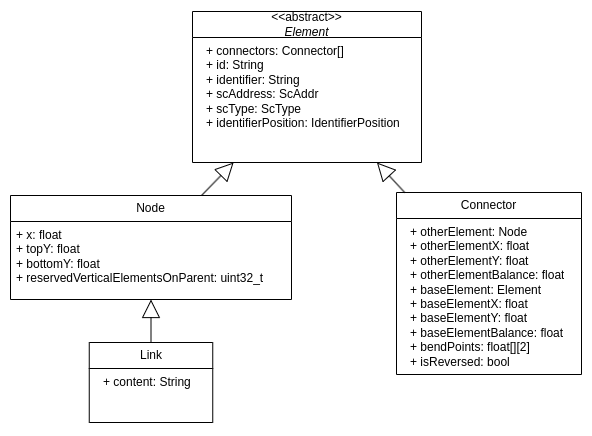 <<abstract>>
Element
+ connectors: Connector[]
+ id: String
+ identifier: String
+ scAddress: ScAddr
+ scType: ScType
+ identifierPosition: IdentifierPosition
Node
+ x: float
+ topY: float
+ bottomY: float
+ reservedVerticalElementsOnParent: uint32_t
Connector
+ otherElement: Node
+ otherElementX: float
+ otherElementY: float
+ otherElementBalance: float
+ baseElement: Element
+ baseElementX: float
+ baseElementY: float
+ baseElementBalance: float
+ bendPoints: float[][2]
+ isReversed: bool
Link
+ content: String